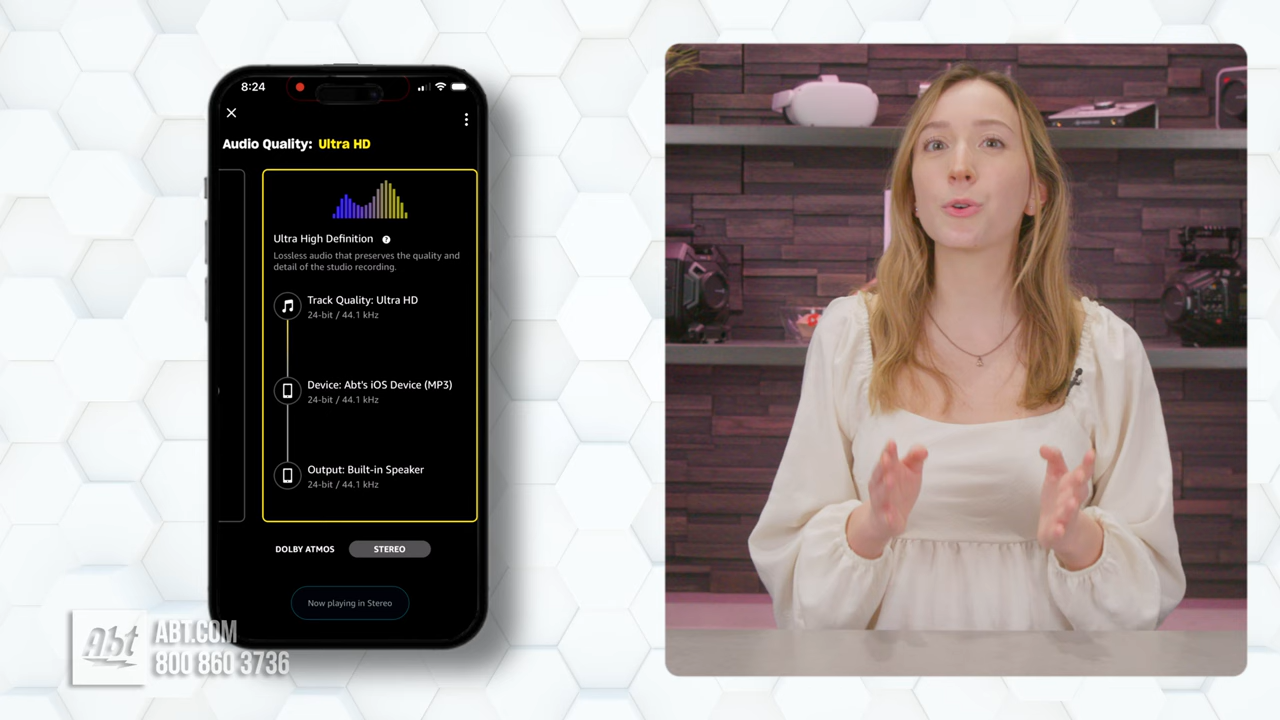 8:24
Audio Quality: Ultra HD
Ultra High Definition ?
Lossless audio that preserves the quality and
detail of the studio recording.
Track Quality: Ultra HD
24-bit / 44.1 kHz
Device: Abt's iOS Device (MP3)
24-bit / 44.1 kHz
Output: Built-in Speaker
24-bit / 44.1 kHz
DOLBY ATMOS STEREO
Now playing in Stereo
Abt
ABT.COM
800 860 3736